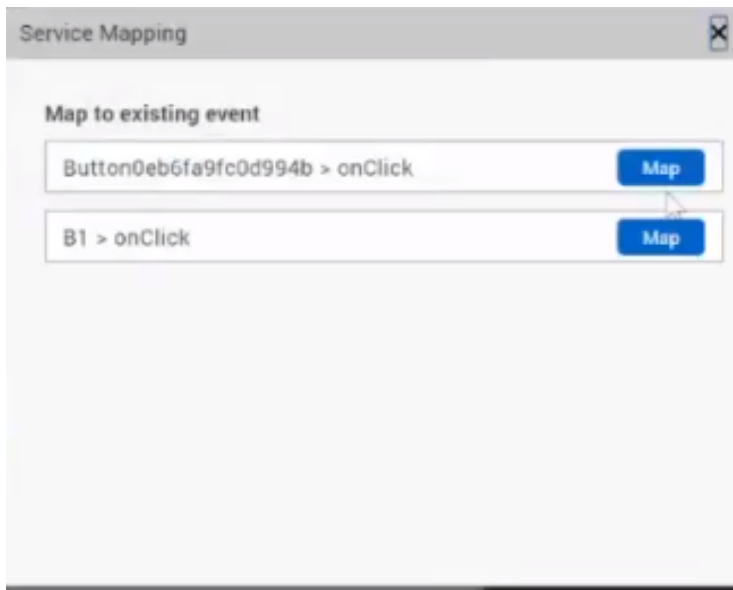 Service Mapping
Map to existing event
Button0eb6fa9fc0d994b > onClick
Map
B1 > onClick
Map